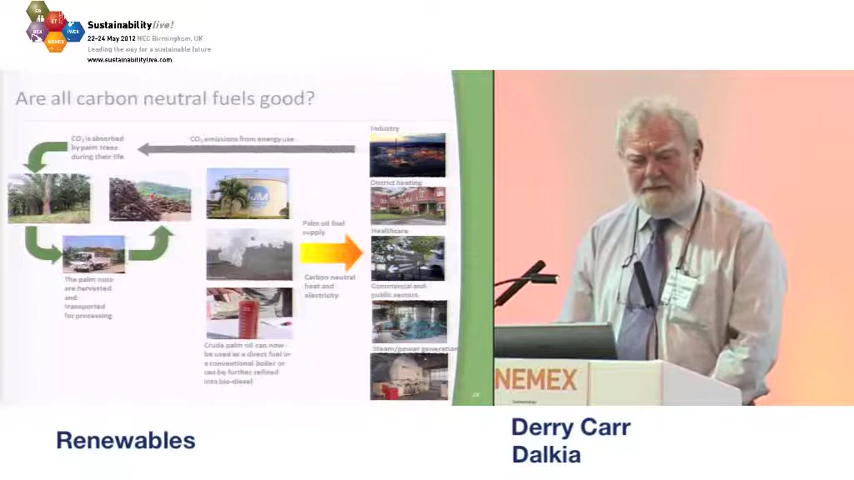 Sustainabilitylive!
22-24 May 2012 NEC Birmingham, UK
Leading the way for a sustainable future
www.sustainabilitylive.com
Are all carbon neutral fuels good?
CO₂ is absorbed
by palm trees
during their life
CO₂ emissions from energy use
Industry
District heating
Palm oil fuel
supply
Healthcare
The palm nuts
are harvested
and
transported
for processing.
Carbon neutral
heat and
electricity
Commercial and
public sectors
Crude palm oil can now
be used as a direct fuel in
a conventional boiler or
can be further refined
into bio-diesel
Steam/power generation
JM
NEMEX
Renewables
Derry Carr
Dalkia